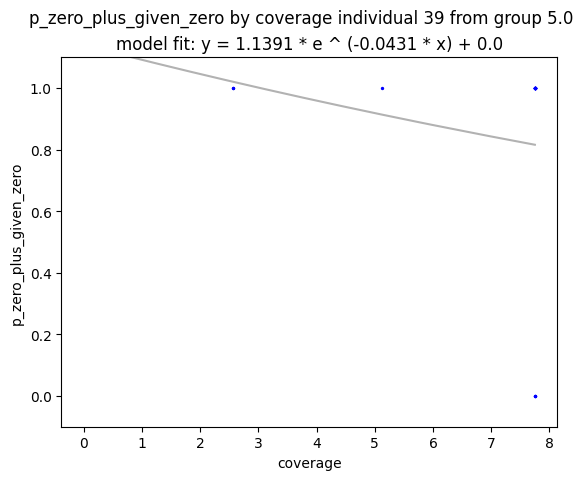 p_zero_plus_given_zero by coverage individual 39 from group 5.0
model fit: y = 1.1391 * e ^ (-0.0431 * x) + 0.0
1.0
0.8
0.6
0.4
0.2
0.0
p_zero_plus_given_zero
0 1 2 3 4 5 6 7 8
coverage